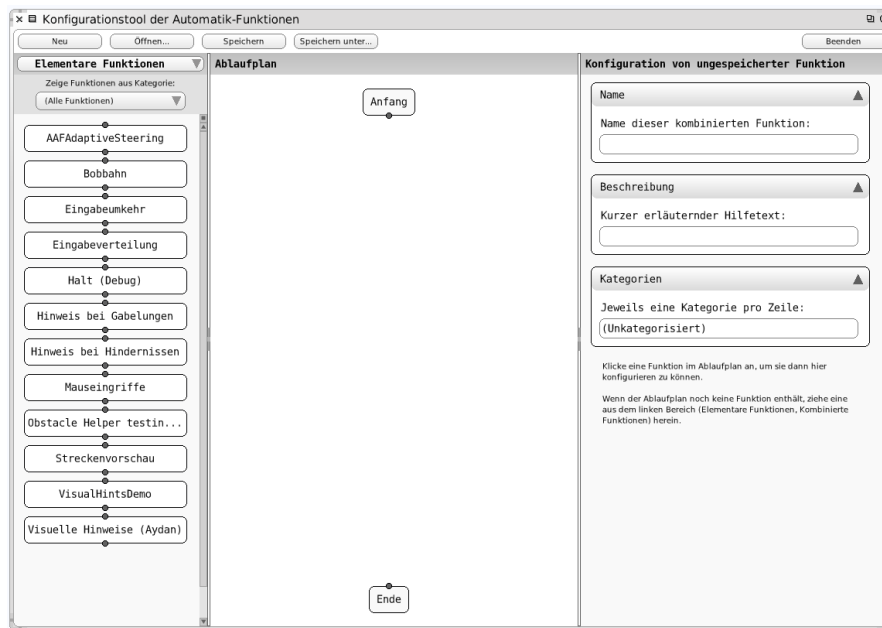 Konfigurationstool der Automatik-Funktionen
Neu
Öffnen...
Speichern
Speichern unter...
Beenden
Elementare Funktionen
Zeige Funktionen aus Kategorie:
(Alle Funktionen)
AAFAdaptiveSteering
Bobbahn
Eingabeumkehr
Eingabeverteilung
Halt (Debug)
Hinweis bei Gabelungen
Hinweis bei Hindernissen
Mauseingriffe
Obstacle Helper testin...
Streckenvorschau
VisualHintsDemo
Visuelle Hinweise (Aydan)
Ablaufplan
Anfang
Ende
Konfiguration von ungespeicherter Funktion
Name
Name dieser kombinierten Funktion:
Beschreibung
Kurzer erläuternder Hilfetext:
Kategorien
Jeweils eine Kategorie pro Zeile:
(Unkategorisiert)
Klicke eine Funktion im Ablaufplan an, um sie dann hier
konfigurieren zu können.
Wenn der Ablaufplan noch keine Funktion enthält, ziehe eine
aus dem linken Bereich (Elementare Funktionen, Kombinierte
Funktionen) herein.